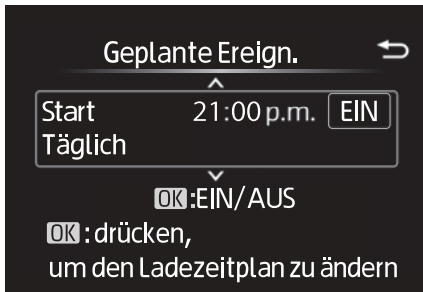 Geplante Ereign.
Start 21:00 p.m. EIN
Täglich
OK:EIN/AUS
OK: drücken,
um den Ladezeitplan zu ändern